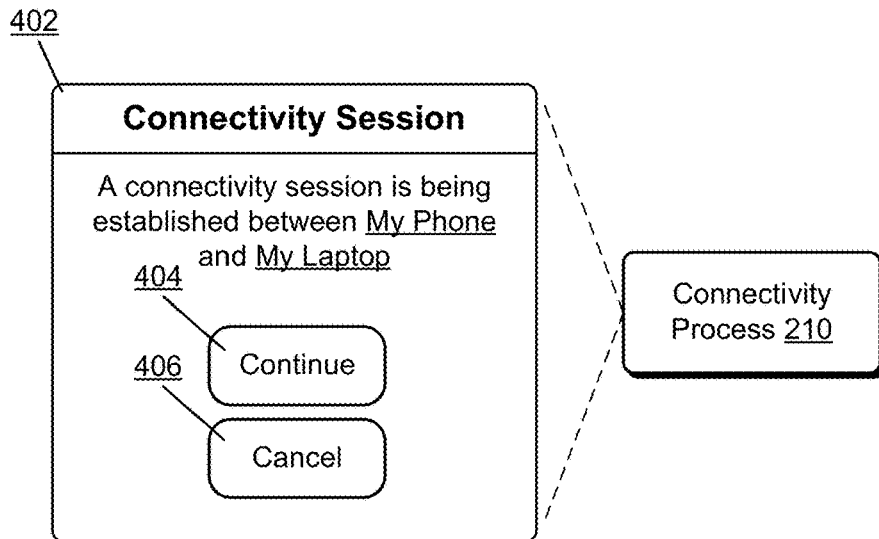 402
Connectivity Session
A connectivity session is being
established between My Phone
and My Laptop
404
Continue
406
Cancel
Connectivity
Process 210